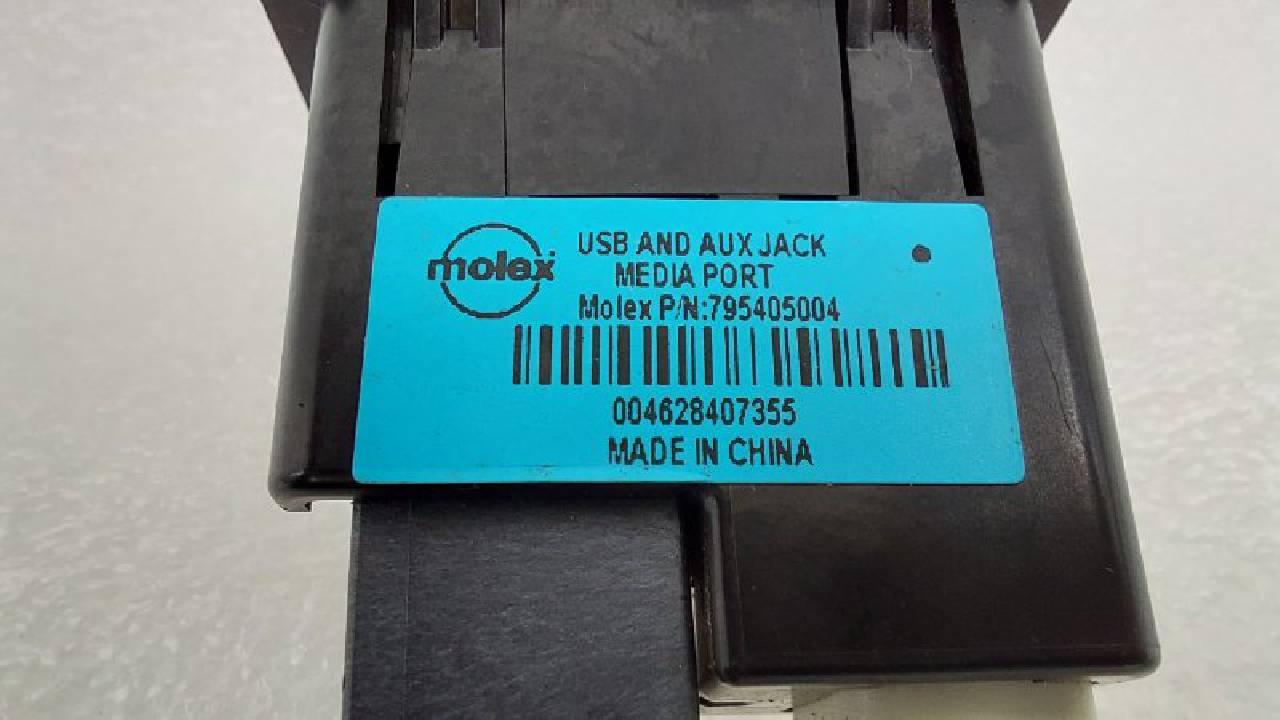 molex
USB AND AUX JACK
MEDIA PORT
Molex P/N:795405004
004628407355
MADE IN CHINA